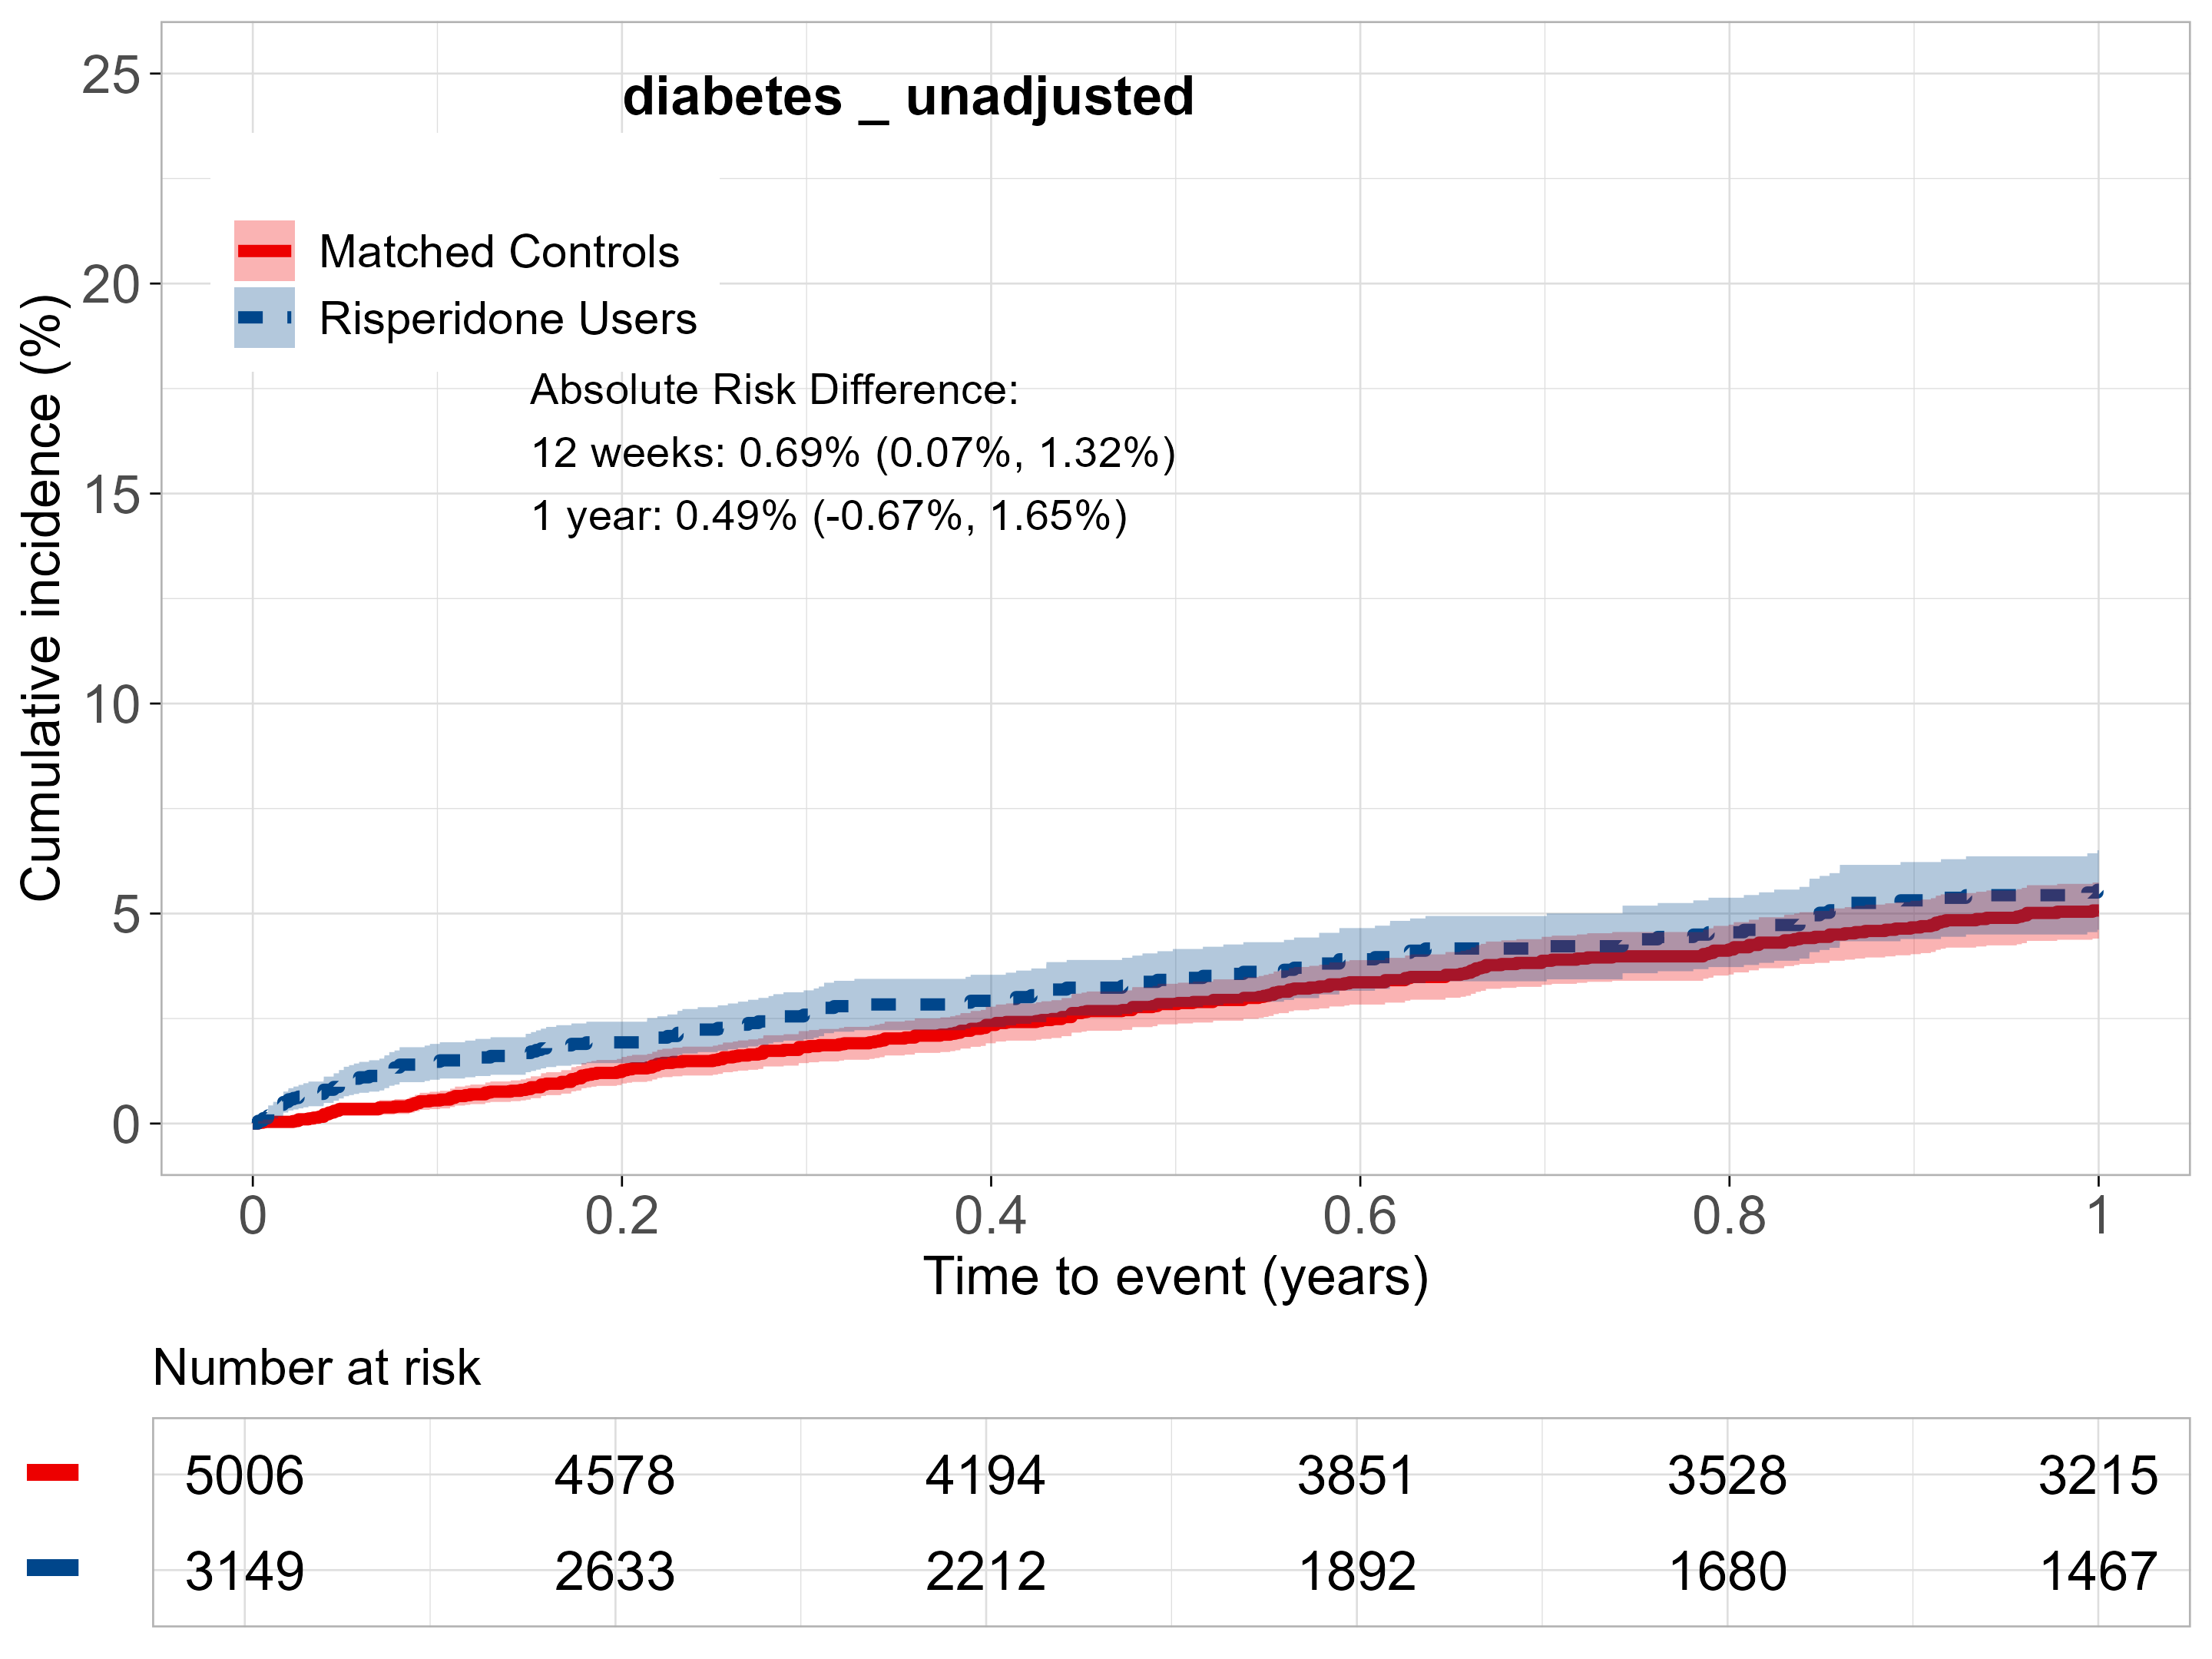 diabetes _ unadjusted
Matched Controls
Risperidone Users
Absolute Risk Difference:
12 weeks: 0.69% (0.07%, 1.32%)
1 year: 0.49% (-0.67%, 1.65%)
Cumulative incidence (%)
25
20
15
10
5
0
0 0.2 0.4 0.6 0.8 1
Time to event (years)
Number at risk
5006 4578 4194 3851 3528 3215
3149 2633 2212 1892 1680 1467